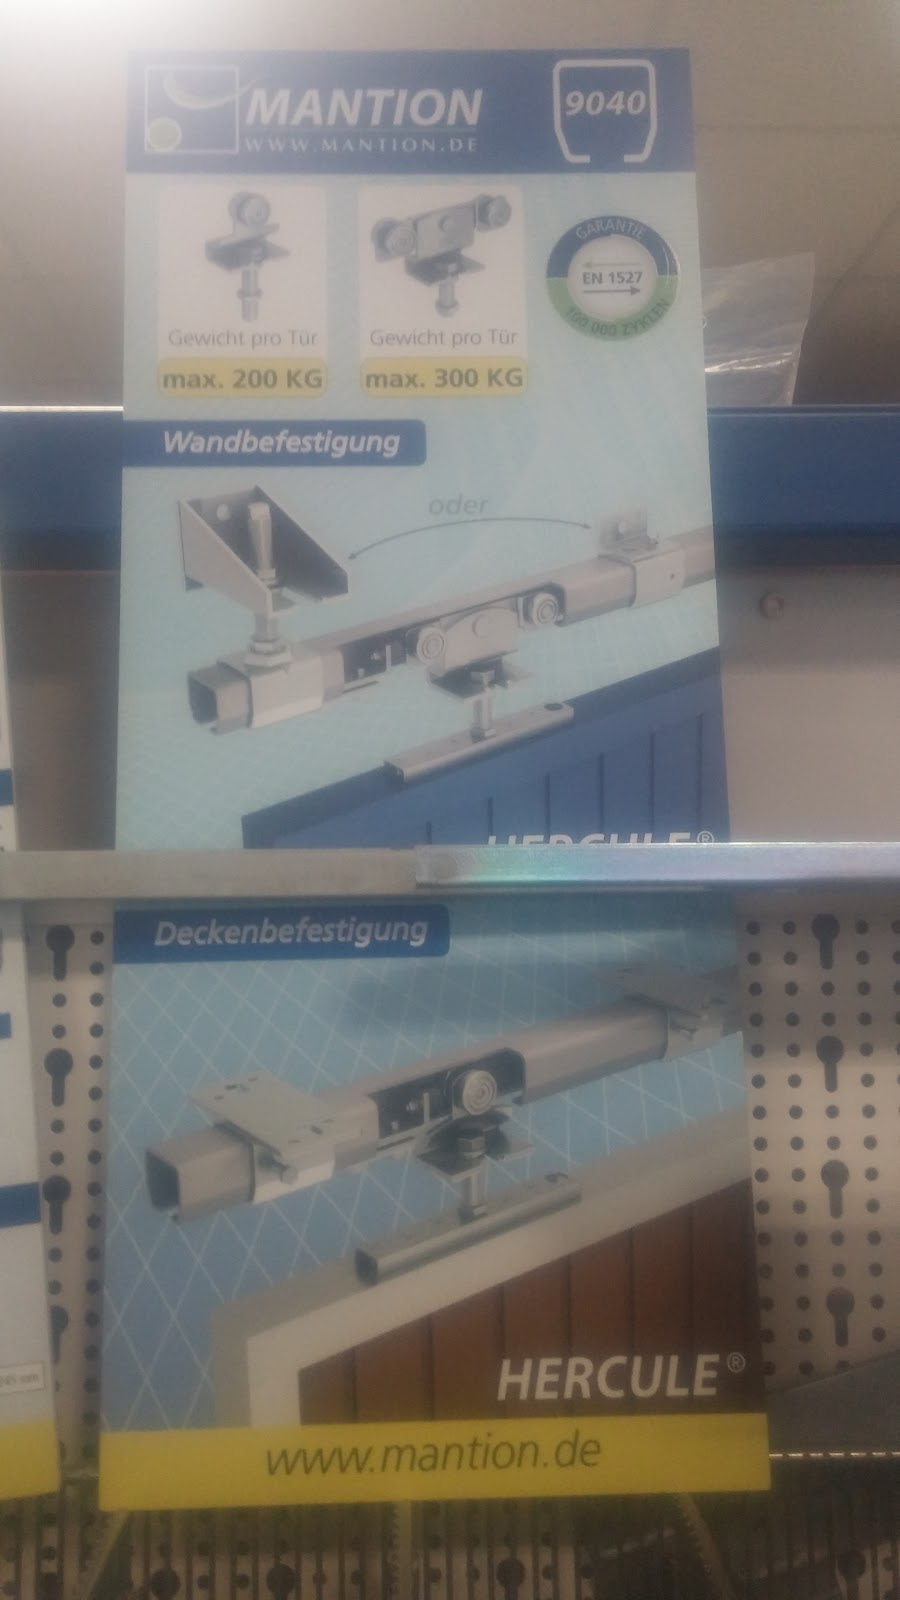 MANTION
WWW.MANTION.DE
9040
GARANTIE
EN 1527
100 000 ZYKLEN
Gewicht pro Tür
max. 200 KG
Gewicht pro Tür
max. 300 KG
Wandbefestigung
oder
HERCULE®
Deckenbefestigung
HERCULE®
www.mantion.de